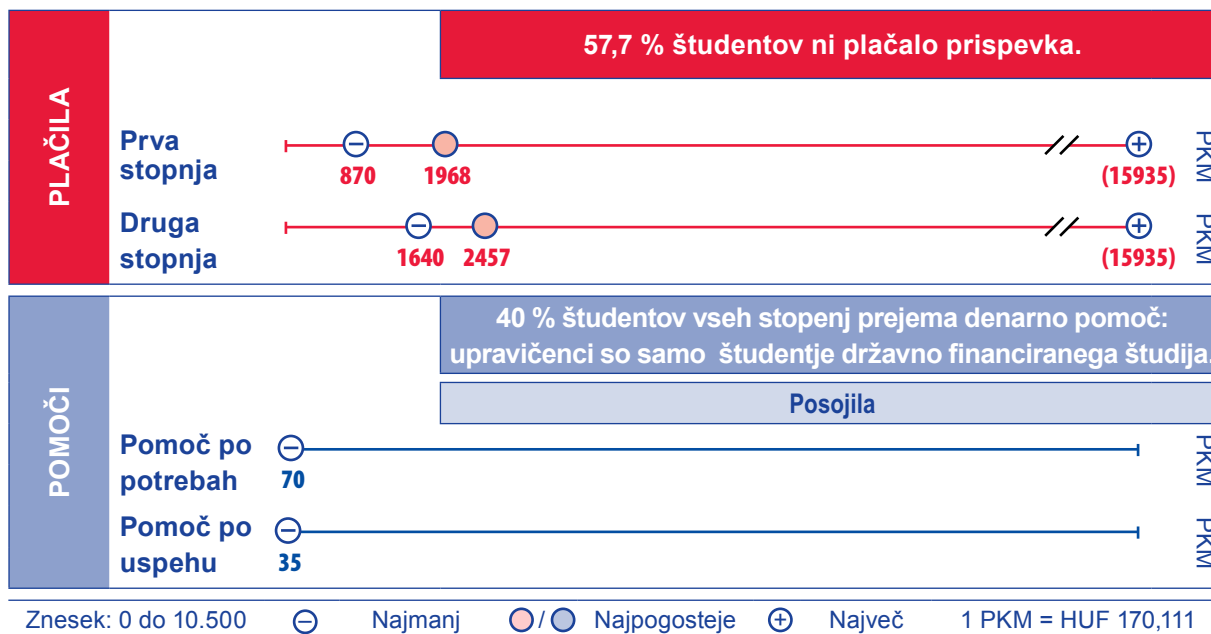 57,7 % študentov ni plačalo prispevka.
PLAČILA
Prva
stopnja
870
1968
(15935)
PKM
Druga
stopnja
1640
2457
(15935)
PKM
40 % študentov vseh stopenj prejema denarno pomoč:
upravičenci so samo študentje državno financiranega študija.
Posojila
POMOČI
Pomoč po
potrebah
70
PKM
Pomoč po
uspehu
35
PKM
Znesek: 0 do 10.500 Najmanj / Najpogosteje Največ 1 PKM = HUF 170,111